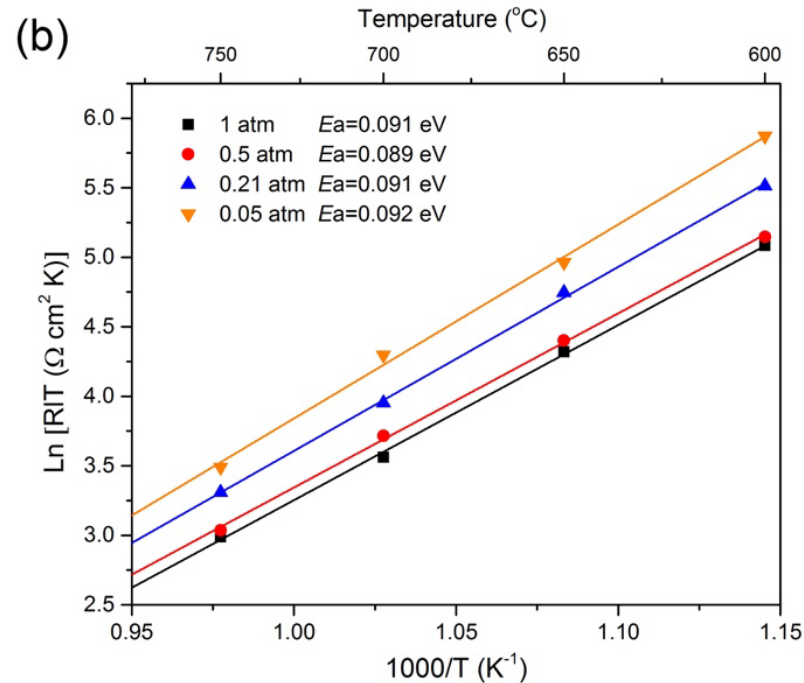 (b)
Temperature (°C)
750 700 650 600
1 atm Ea=0.091 eV
0.5 atm Ea=0.089 eV
0.21 atm Ea=0.091 eV
0.05 atm Ea=0.092 eV
Ln [RIT (Ω cm² K)]
6.0
5.5
5.0
4.5
4.0
3.5
3.0
2.5
0.95 1.00 1.05 1.10 1.15
1000/T (K⁻¹)